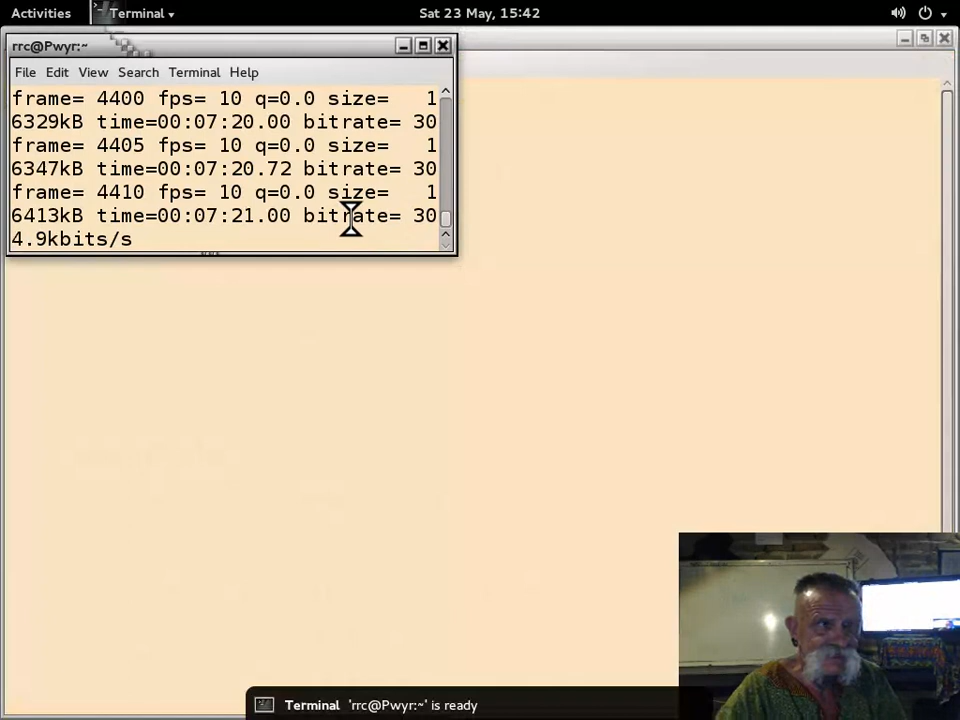 Activities Terminal Sat 23 May, 15:42
rrc@Pwyr:~
File Edit View Search Terminal Help
frame= 4400 fps= 10 q=0.0 size=   1
6329kB time=00:07:20.00 bitrate= 30
frame= 4405 fps= 10 q=0.0 size=   1
6347kB time=00:07:20.72 bitrate= 30
frame= 4410 fps= 10 q=0.0 size=   1
6413kB time=00:07:21.00 bitrate= 30
4.9kbits/s
Terminal 'rrc@Pwyr:~' is ready